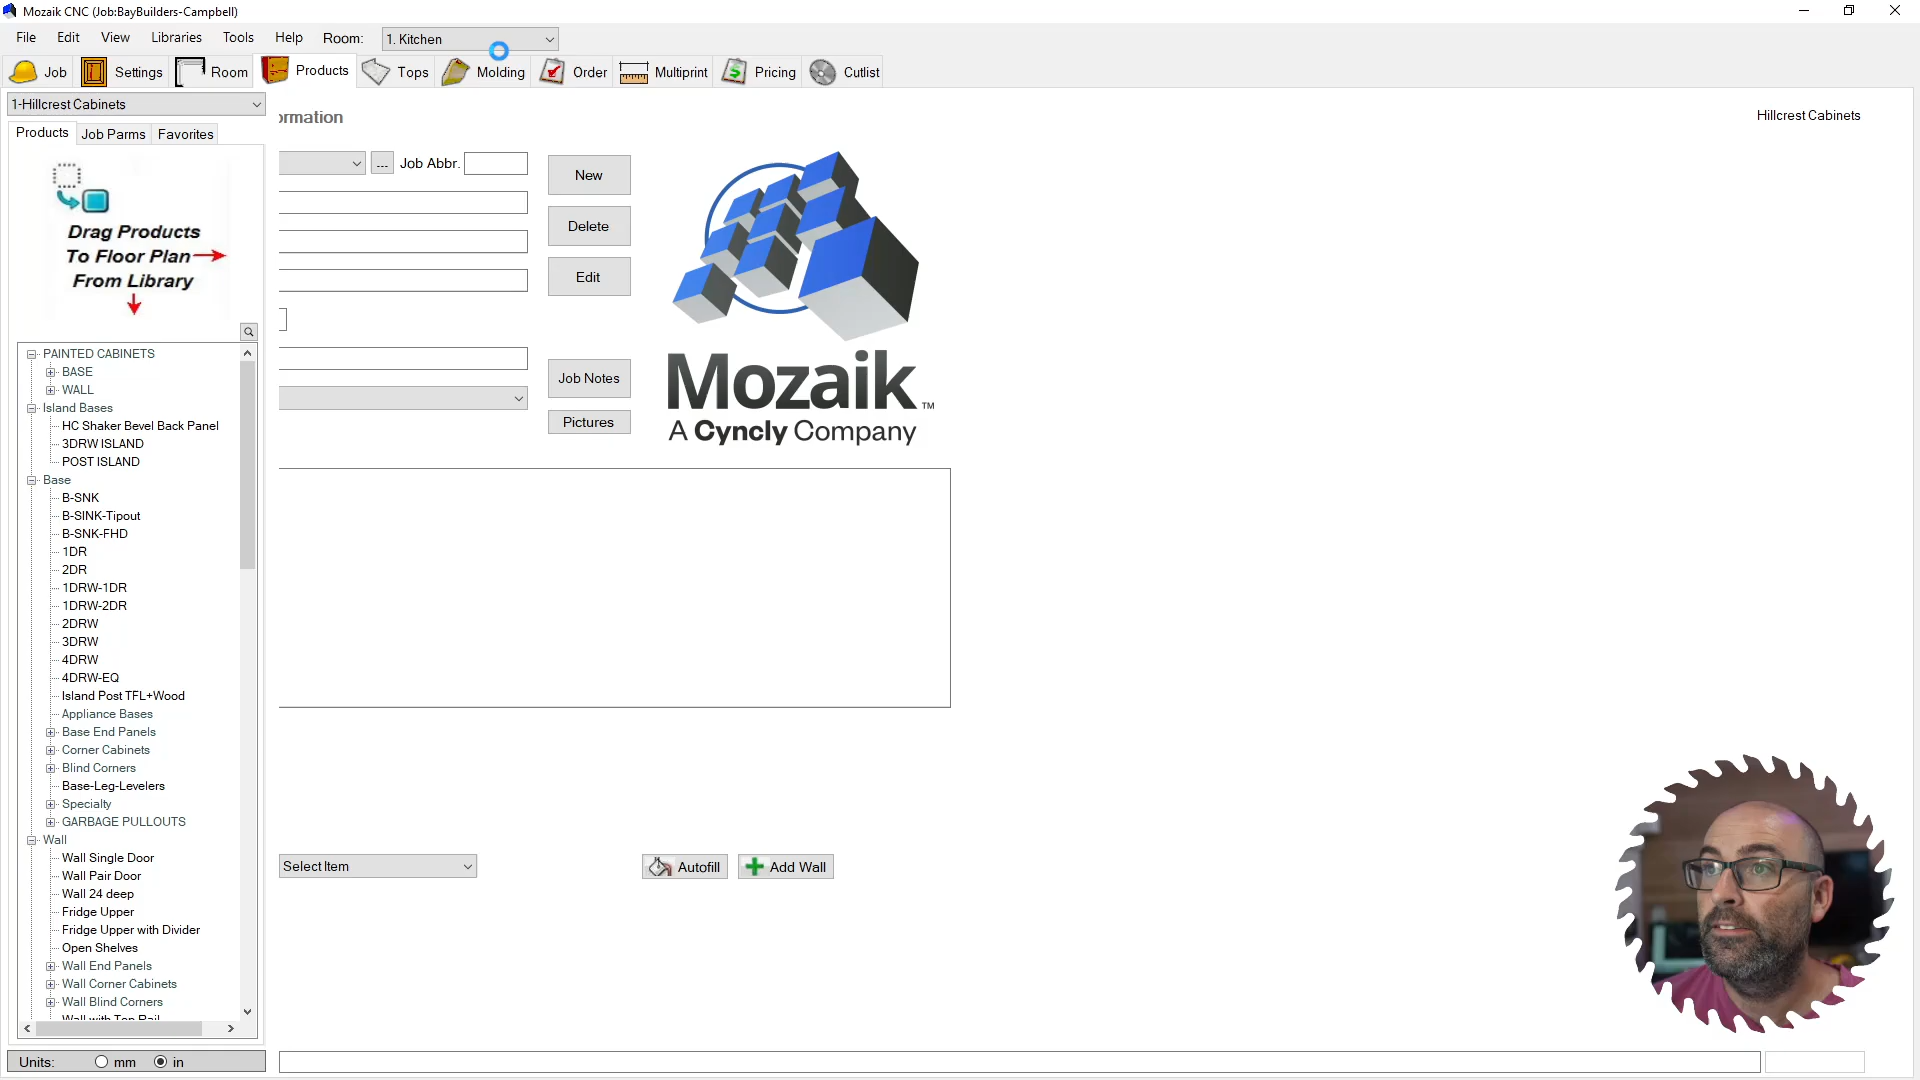 Mozaik CNC (Job:BayBuilders-Campbell)
File Edit View Libraries Tools Help Room: 1. Kitchen
Job Settings Room Products Tops Molding Order Multiprint Pricing Cutlist
1-Hillcrest Cabinets
Products Job Parms Favorites
Drag Products
To Floor Plan
From Library
PAINTED CABINETS
BASE
WALL
Island Bases
HC Shaker Bevel Back Panel
3DRW ISLAND
POST ISLAND
Base
B-SNK
B-SINK-Tipout
B-SNK-FHD
1DR
2DR
1DRW-1DR
1DRW-2DR
2DRW
3DRW
4DRW
4DRW-EQ
Island Post TFL+Wood
Appliance Bases
Base End Panels
Corner Cabinets
Blind Corners
Base-Leg-Levelers
Specialty
GARBAGE PULLOUTS
Wall
Wall Single Door
Wall Pair Door
Wall 24 deep
Fridge Upper
Fridge Upper with Divider
Open Shelves
Wall End Panels
Wall Corner Cabinets
Wall Blind Corners
Wall with Top Rail
Units: mm in
ormation
Hillcrest Cabinets
... Job Abbr.
New
Delete
Edit
Job Notes
Pictures
Mozaik™
A Cyncly Company
Select Item
Autofill
Add Wall